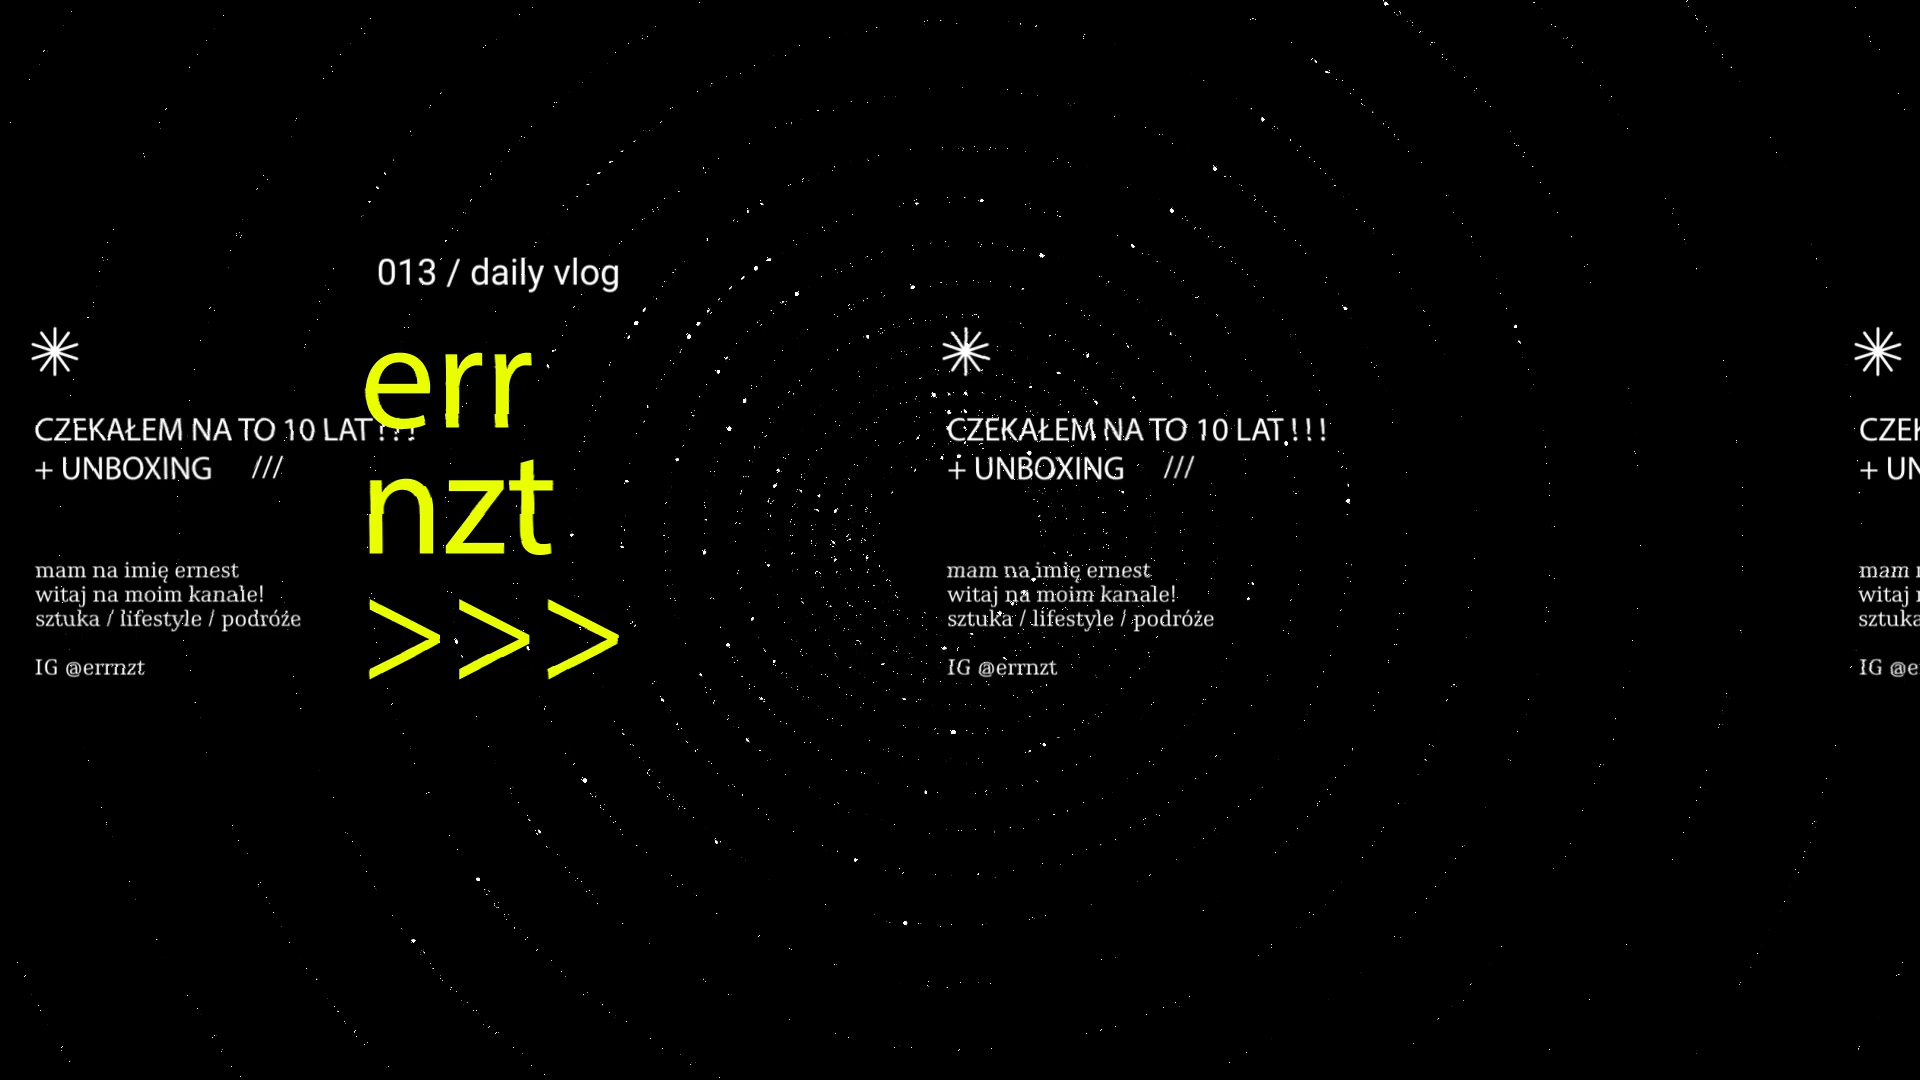 013 / daily vlog
err
nzt
>>>
CZEKAŁEM NA TO 10 LAT !!!
+ UNBOXING ///
mam na imię ernest
witaj na moim kanale!
sztuka / lifestyle / podróże
IG @errnzt
CZEKAŁEM NA TO 10 LAT !!!
+ UNBOXING ///
mam na imię ernest
witaj na moim kanale!
sztuka / lifestyle / podróże
IG @errnzt